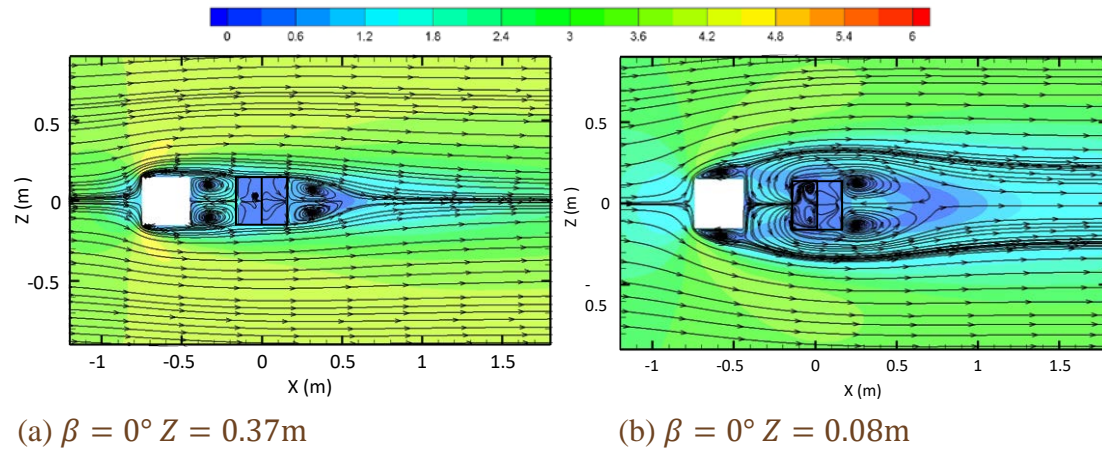 0 0.6 1.2 1.8 2.4 3 3.6 4.2 4.8 5.4 6
0.5
0
-0.5
Z (m )
-1 -0.5 0 0.5 1 1.5
X (m)
0.5
0
-
0.5
Z (m)
-1 -0.5 0 0.5 1 1.5
X (m)
(a) 𝛽 = 0° 𝑍 = 0.37m
(b) 𝛽 = 0° 𝑍 = 0.08m